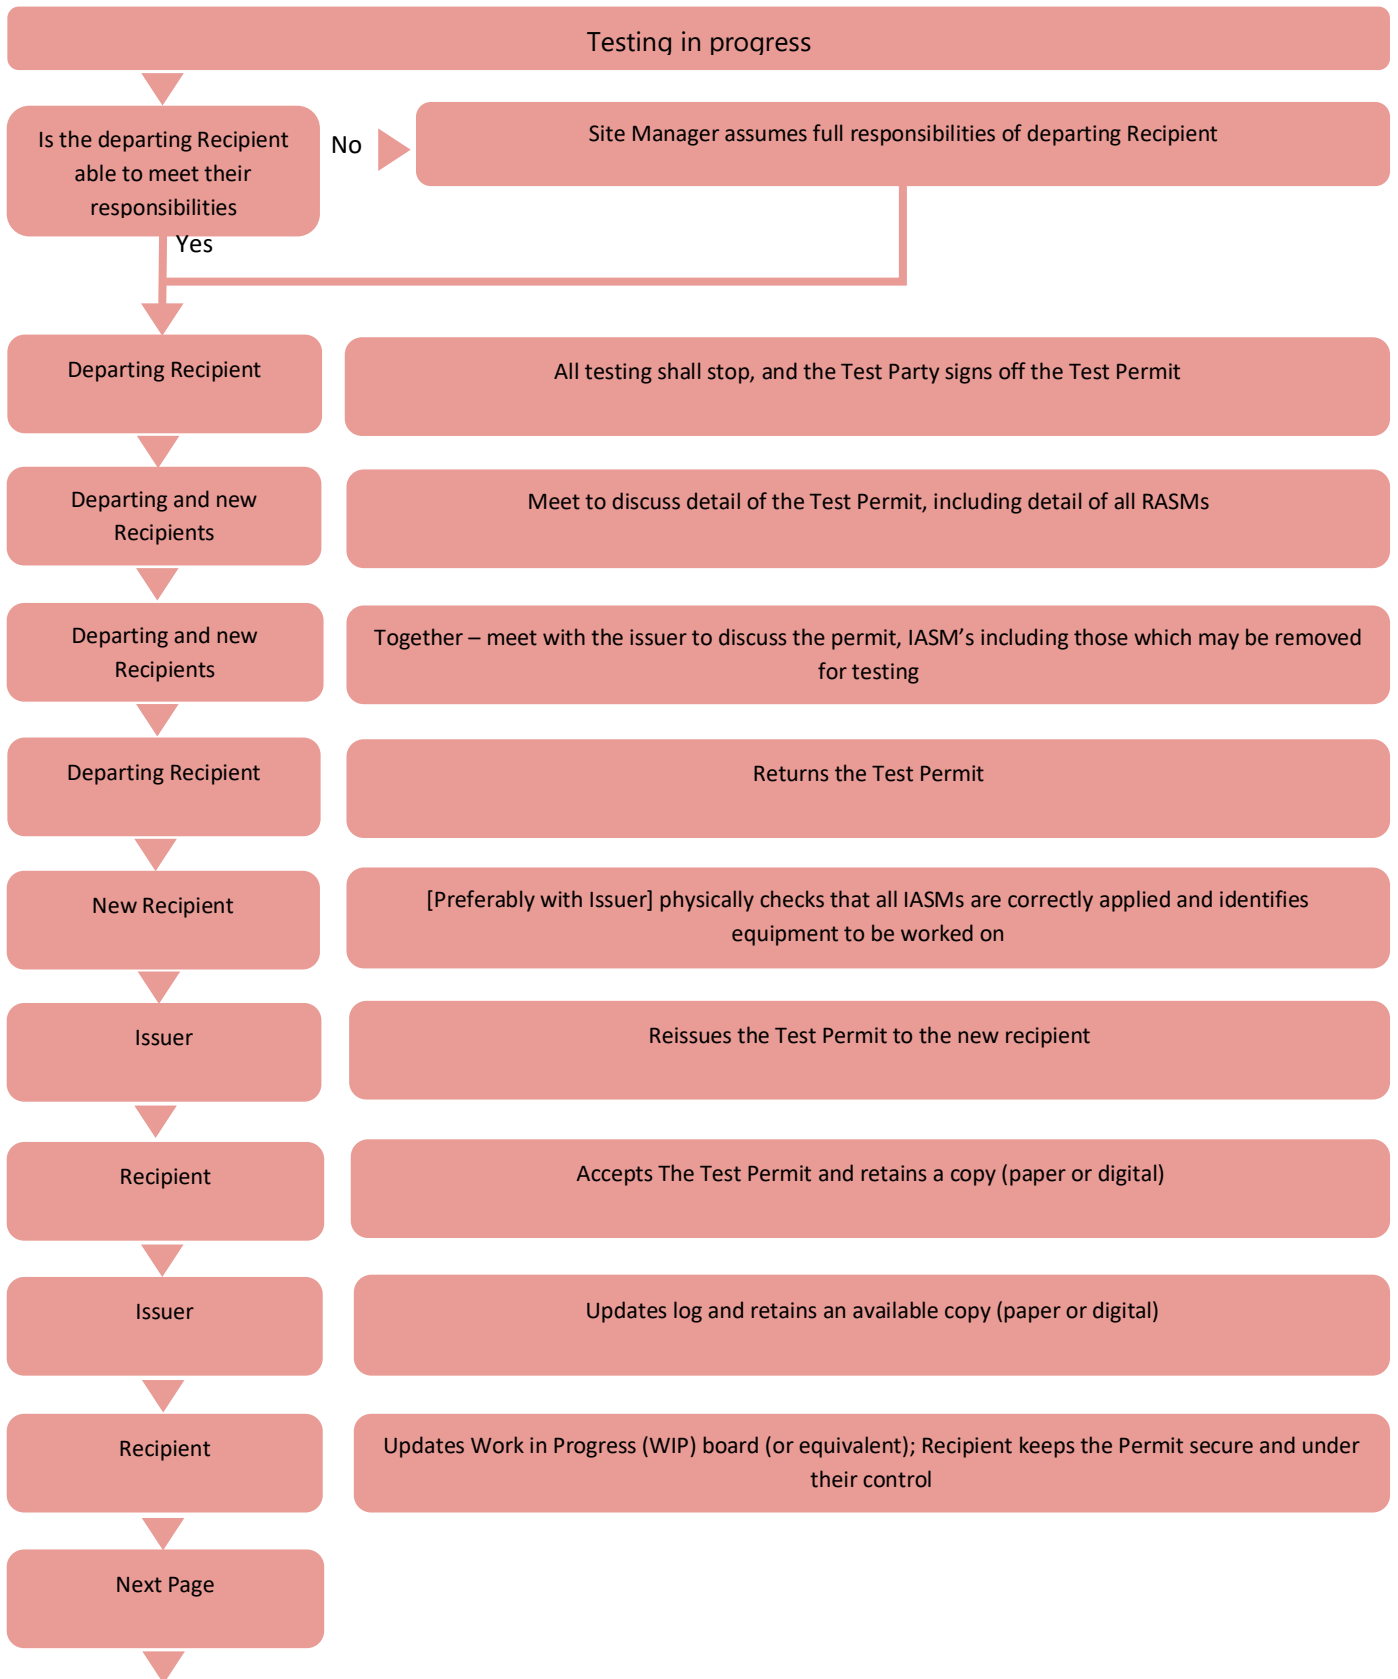 Testing in progress
Is the departing Recipient
able to meet their
responsibilities
No
Site Manager assumes full responsibilities of departing Recipient
Yes
Departing Recipient
All testing shall stop, and the Test Party signs off the Test Permit
Departing and new
Recipients
Meet to discuss detail of the Test Permit, including detail of all RASMs
Departing and new
Recipients
Together – meet with the issuer to discuss the permit, IASM’s including those which may be removed
for testing
Departing Recipient
Returns the Test Permit
New Recipient
[Preferably with Issuer] physically checks that all IASMs are correctly applied and identifies
equipment to be worked on
Issuer
Reissues the Test Permit to the new recipient
Recipient
Accepts The Test Permit and retains a copy (paper or digital)
Issuer
Updates log and retains an available copy (paper or digital)
Recipient
Updates Work in Progress (WIP) board (or equivalent); Recipient keeps the Permit secure and under
their control
Next Page